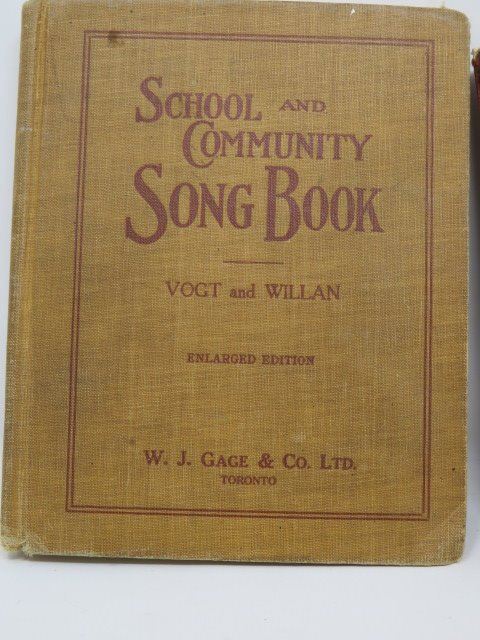 SCHOOL AND
COMMUNITY
SONG BOOK
VOGT and WILLAN
ENLARGED EDITION
W. J. GAGE & CO. LTD.
TORONTO